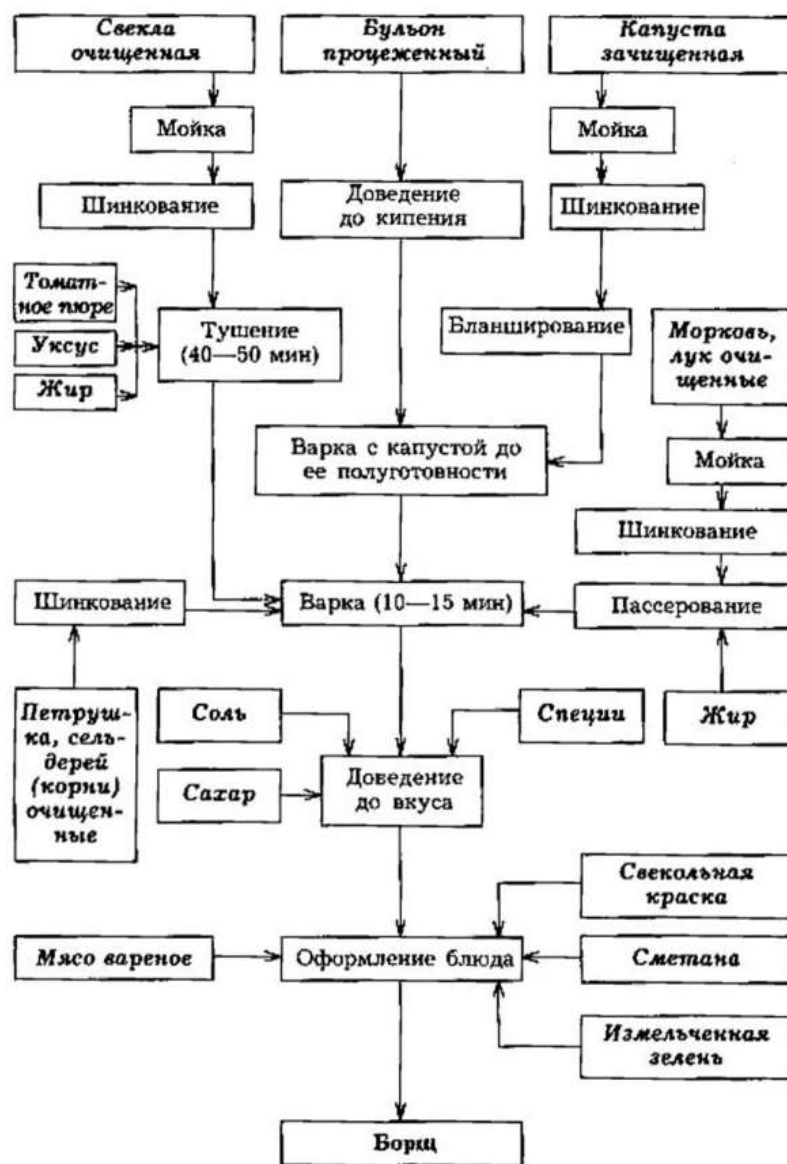 Свекла
очищенная
Бульон
процеженный
Капуста
зачищенная
Мойка
Мойка
Шинкование
Доведение
до кипения
Шинкование
Томат-
ное пюре
Уксус
Жир
Тушение
(40—50 мин)
Бланширование
Морковь,
лук очи-
щенные
Варка с капустой до
ее полуготовности
Мойка
Шинкование
Шинкование
Варка (10—15 мин)
Пассерование
Петруш-
ка, сель-
дерей
(корни)
очищен-
ные
Соль
Специи
Жир
Сахар
Доведение
до вкуса
Свекольная
краска
Мясо вареное
Оформление блюда
Сметана
Измельченная
зелень
Борщ